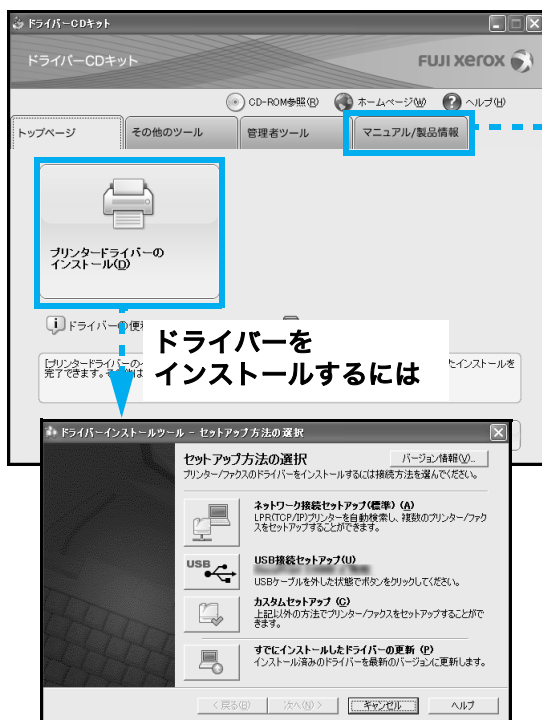 ドライバーCDキット
ドライバーCDキット
FUJI XEROX
CD-ROM参照(R) ホームページ(W) ヘルプ(H)
トップページ その他のツール 管理者ツール マニュアル/製品情報
プリンタードライバーの
インストール(D)
ドライバーの便
ドライバーを
インストールするには
[プリンタードライバーの
たインストールを
完了できます。
ドライバーインストールツール - セットアップ方法の選択
セットアップ方法の選択 バージョン情報(V)...
プリンター/ファクスのドライバーをインストールするには接続方法を選んでください。
ネットワーク接続セットアップ(標準) (A)
LPR(TCP/IP)プリンターを自動検索し、複数のプリンター/ファク
スをセットアップすることができます。
USB
USB接続セットアップ(U)
USBケーブルを外した状態でボタンをクリックしてください。
カスタムセットアップ (C)
上記以外の方法でプリンター/ファクスをセットアップすることがで
きます。
すでにインストールしたドライバーの更新 (P)
インストール済みのドライバーを最新のバージョンに更新します。
< 戻る(B) 次へ(N) > キャンセル ヘルプ